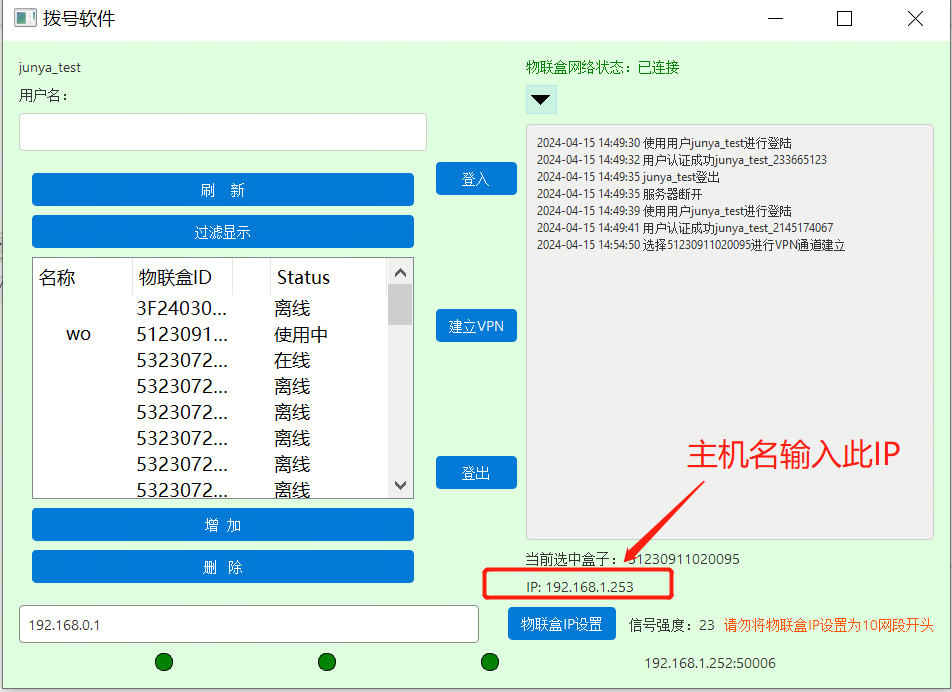 拨号软件
junya_test
用户名：
刷 新
过滤显示
名称 物联盒ID Status
3F24030... 离线
wo 5123091... 使用中
5323072... 在线
5323072... 离线
5323072... 离线
5323072... 离线
5323072... 离线
5323072... 离线
增 加
删 除
192.168.0.1
登入
建立VPN
登出
物联盒网络状态：已连接
2024-04-15 14:49:30 使用用户junya_test进行登陆
2024-04-15 14:49:32 用户认证成功junya_test_233665123
2024-04-15 14:49:35 junya_test登出
2024-04-15 14:49:35 服务器断开
2024-04-15 14:49:39 使用用户junya_test进行登陆
2024-04-15 14:49:41 用户认证成功junya_test_2145174067
2024-04-15 14:54:50 选择51230911020095进行VPN通道建立
主机名输入此IP
当前选中盒子：51230911020095
IP: 192.168.1.253
物联盒IP设置
信号强度：23 请勿将物联盒IP设置为10网段开头
192.168.1.252:50006